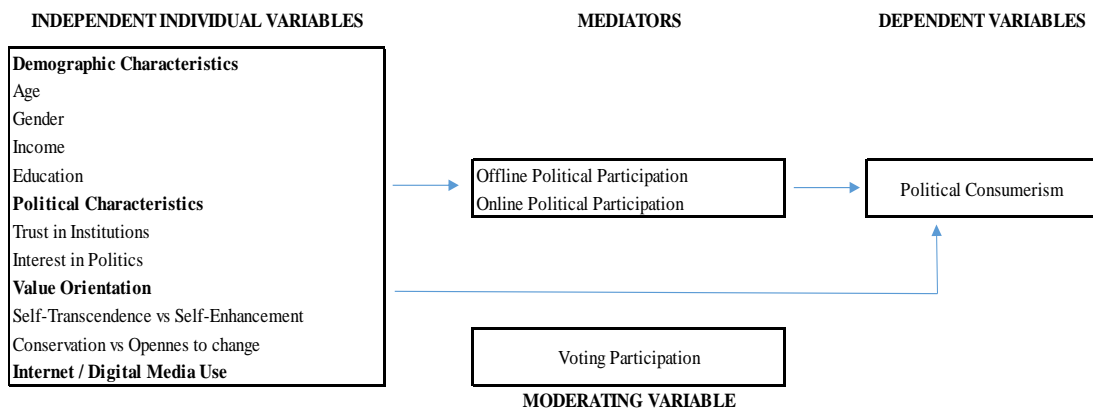 INDEPENDENT INDIVIDUAL VARIABLES
Demographic Characteristics
Age
Gender
Income
Education
Political Characteristics
Trust in Institutions
Interest in Politics
Value Orientation
Self-Transcendence vs Self-Enhancement
Conservation vs Opennes to change
Internet / Digital Media Use
MEDIATORS
Offline Political Participation
Online Political Participation
Voting Participation
MODERATING VARIABLE
DEPENDENT VARIABLES
Political Consumerism